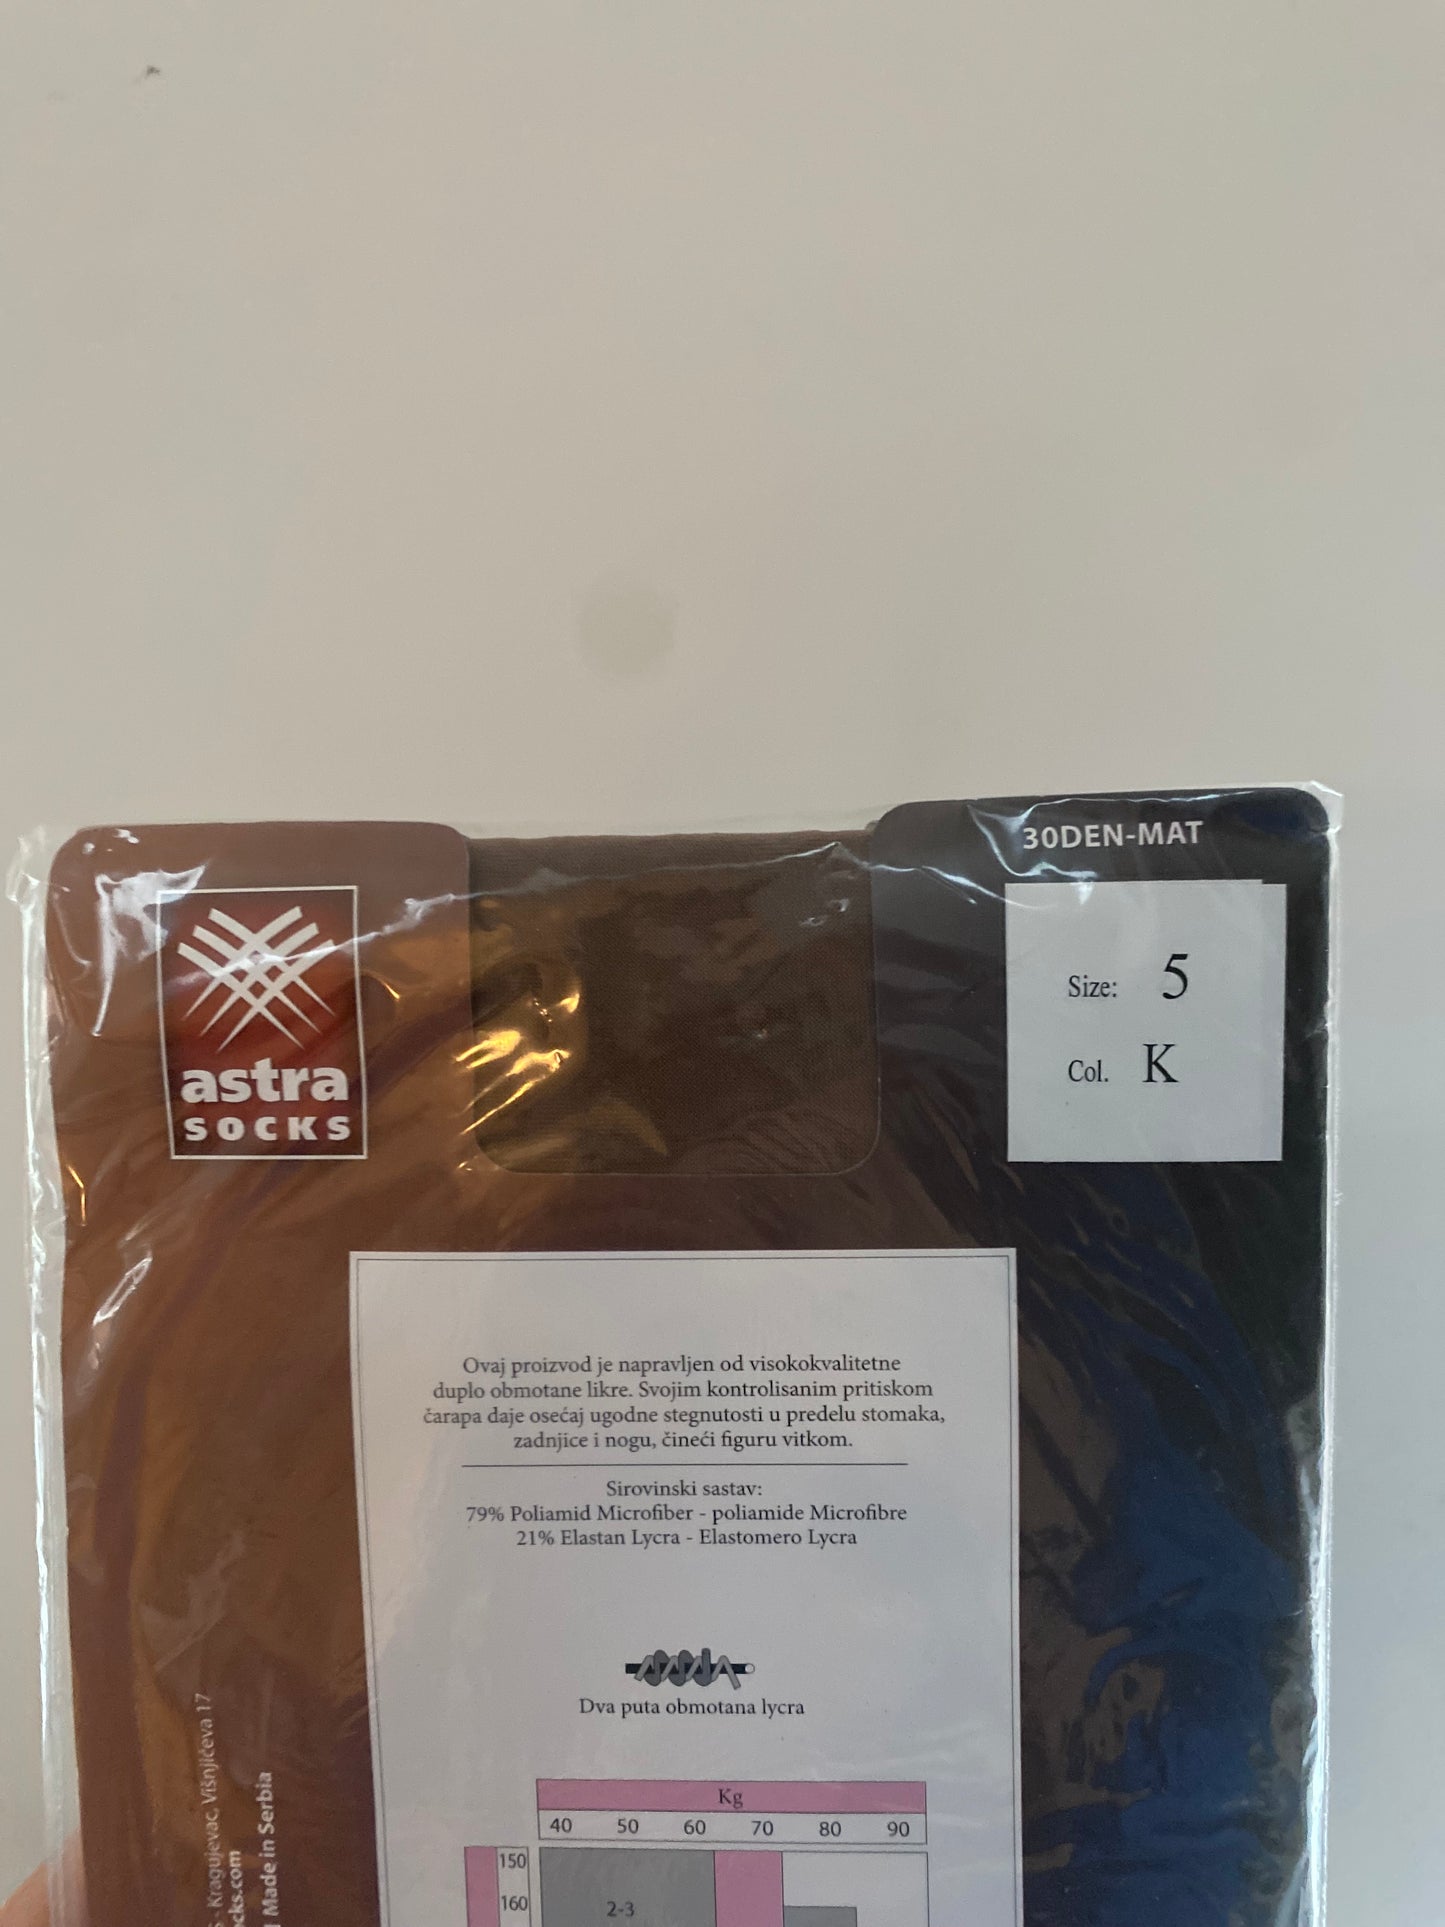 30DEN-MAT
astra
SOCKS
Size: 5
Col. K
Ovaj proizvod je napravljen od visokokvalitetne
duplo obmotane likre. Svojim kontrolisanim pritiskom
čarapa daje osećaj ugodne stegnutosti u predelu stomaka,
zadnjice i nogu, čineći figuru vitkom.
Sirovinski sastav:
79% Poliamid Microfiber - poliamide Microfibre
21% Elastan Lycra - Elastomero Lycra
Dva puta obmotana lycra
Kg
40 50 60 70 80 90
150
160
2-3
- Kragujevac, Višnjićeva 17
Made in Serbia